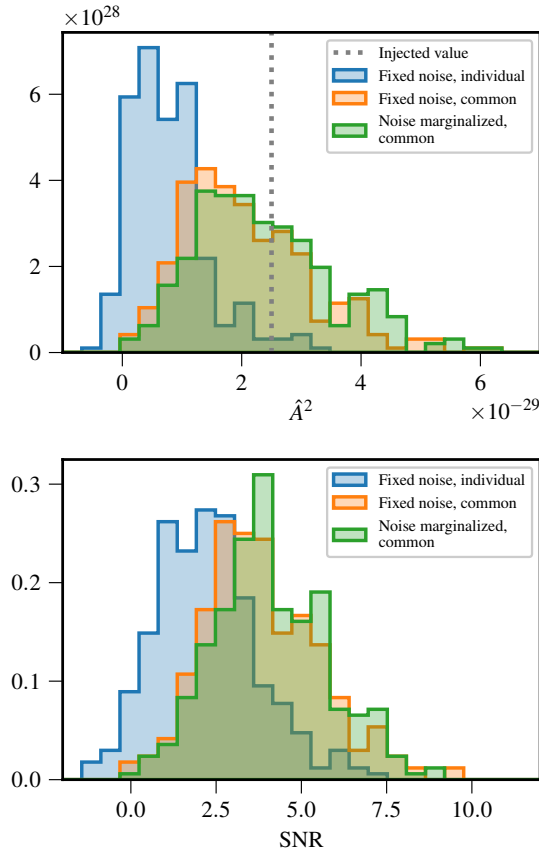 ×10^28
Injected value
Fixed noise, individual
Fixed noise, common
Noise marginalized,
common
6
4
2
0
0 2 4 6
Â² ×10^−29
Fixed noise, individual
Fixed noise, common
Noise marginalized,
common
0.3
0.2
0.1
0.0
0.0 2.5 5.0 7.5 10.0
SNR